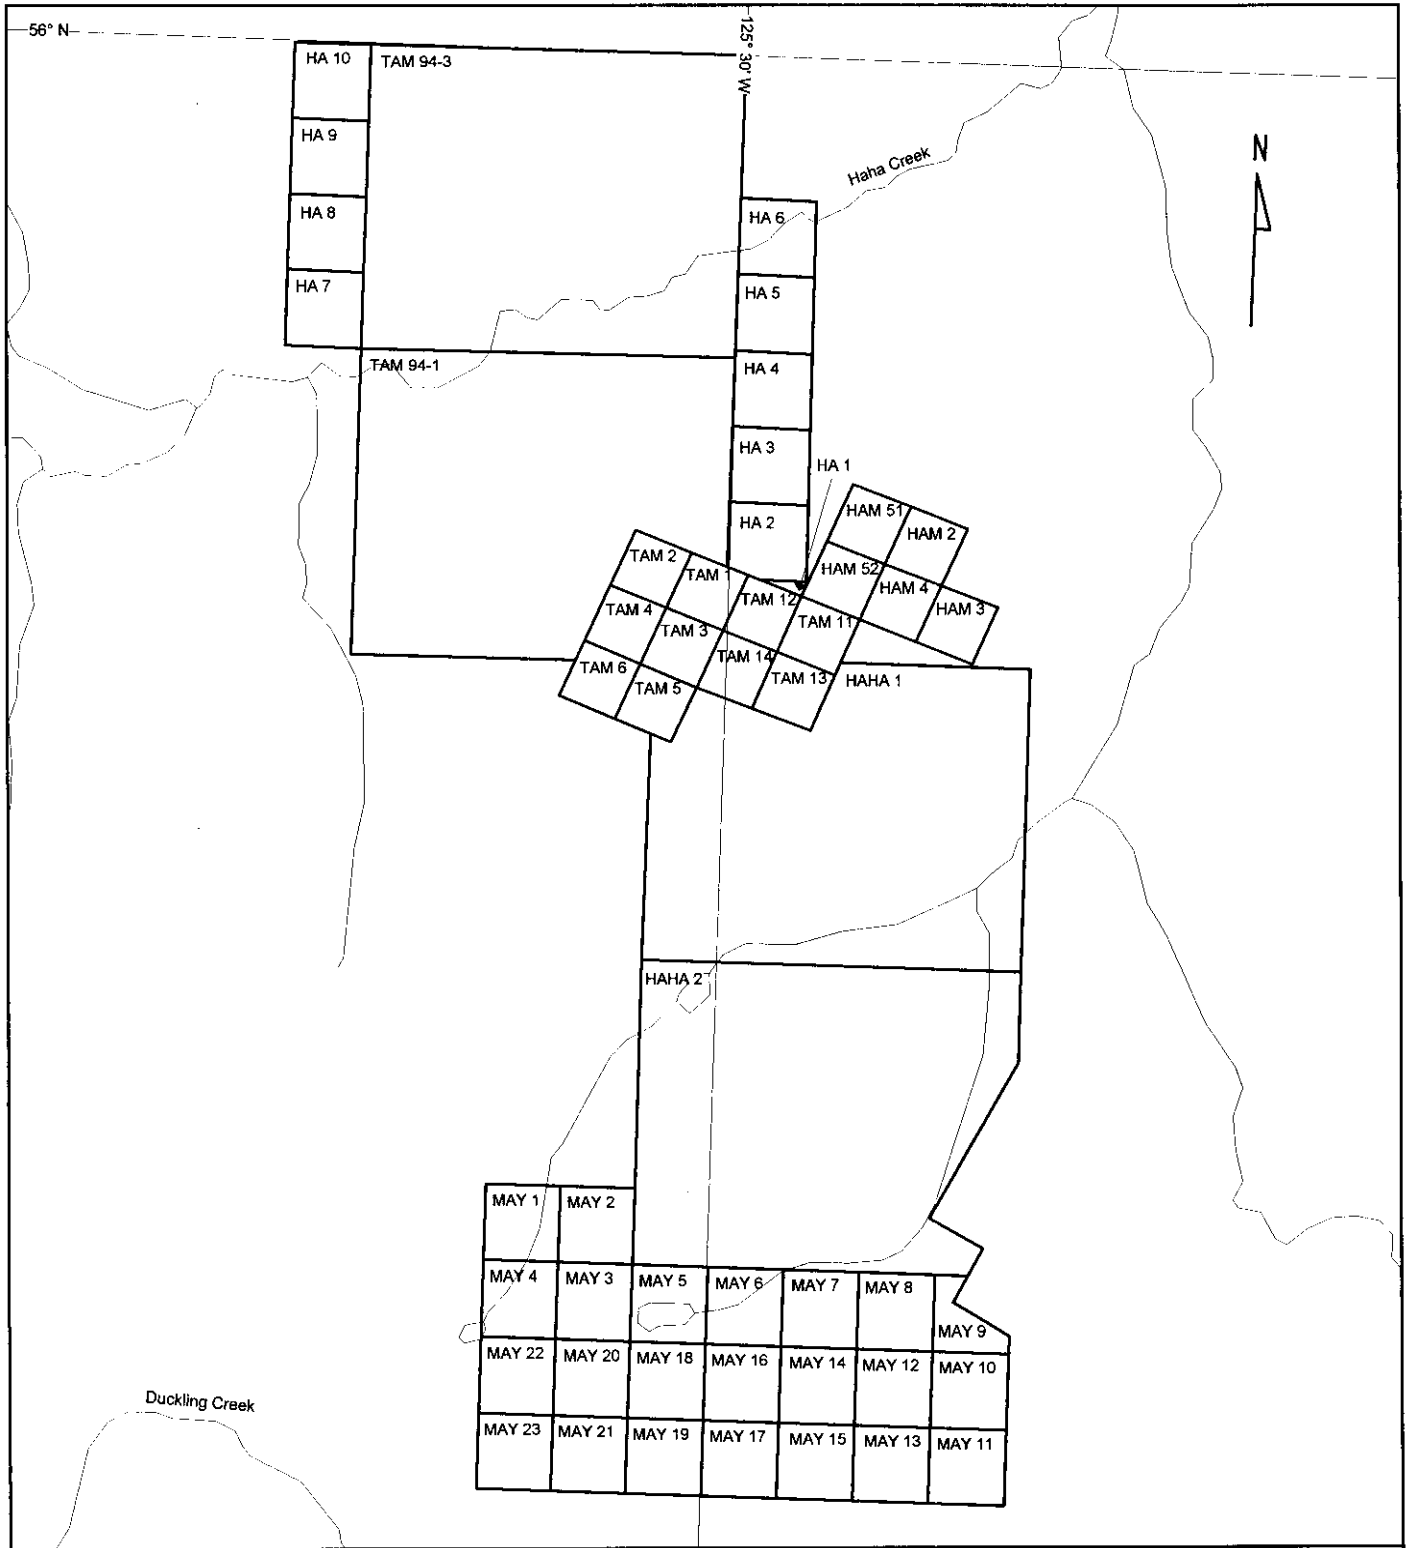 56° N
125° 30' W
HA 10
TAM 94-3
HA 9
N
Haha Creek
HA 8
HA 6
HA 7
HA 5
TAM 94-1
HA 4
HA 3
HA 1
HA 2
HAM 51
HAM 2
TAM 2
TAM 1
HAM 52
TAM 12
HAM 4
HAM 3
TAM 4
TAM 3
TAM 11
TAM 14
TAM 6
TAM 5
TAM 13
HAHA 1
HAHA 2
MAY 1
MAY 2
MAY 4
MAY 3
MAY 5
MAY 6
MAY 7
MAY 8
MAY 9
MAY 22
MAY 20
MAY 18
MAY 16
MAY 14
MAY 12
MAY 10
Duckling Creek
MAY 23
MAY 21
MAY 19
MAY 17
MAY 15
MAY 13
MAY 11